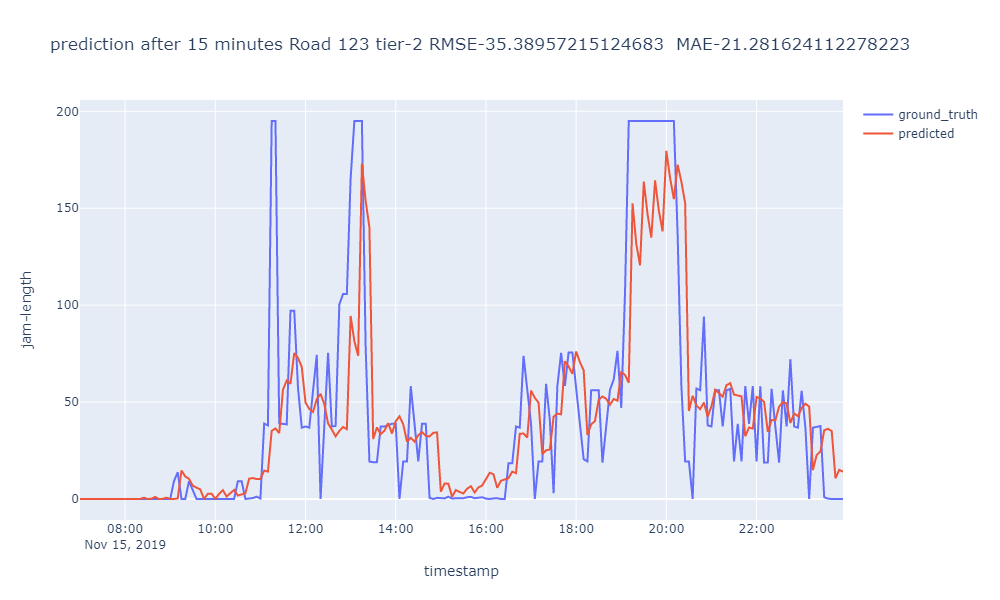 prediction after 15 minutes Road 123 tier-2 RMSE-35.38957215124683  MAE-21.281624112278223
ground_truth
predicted
200
150
100
50
0
jam-length
08:00 10:00 12:00 14:00 16:00 18:00 20:00 22:00
Nov 15, 2019
timestamp